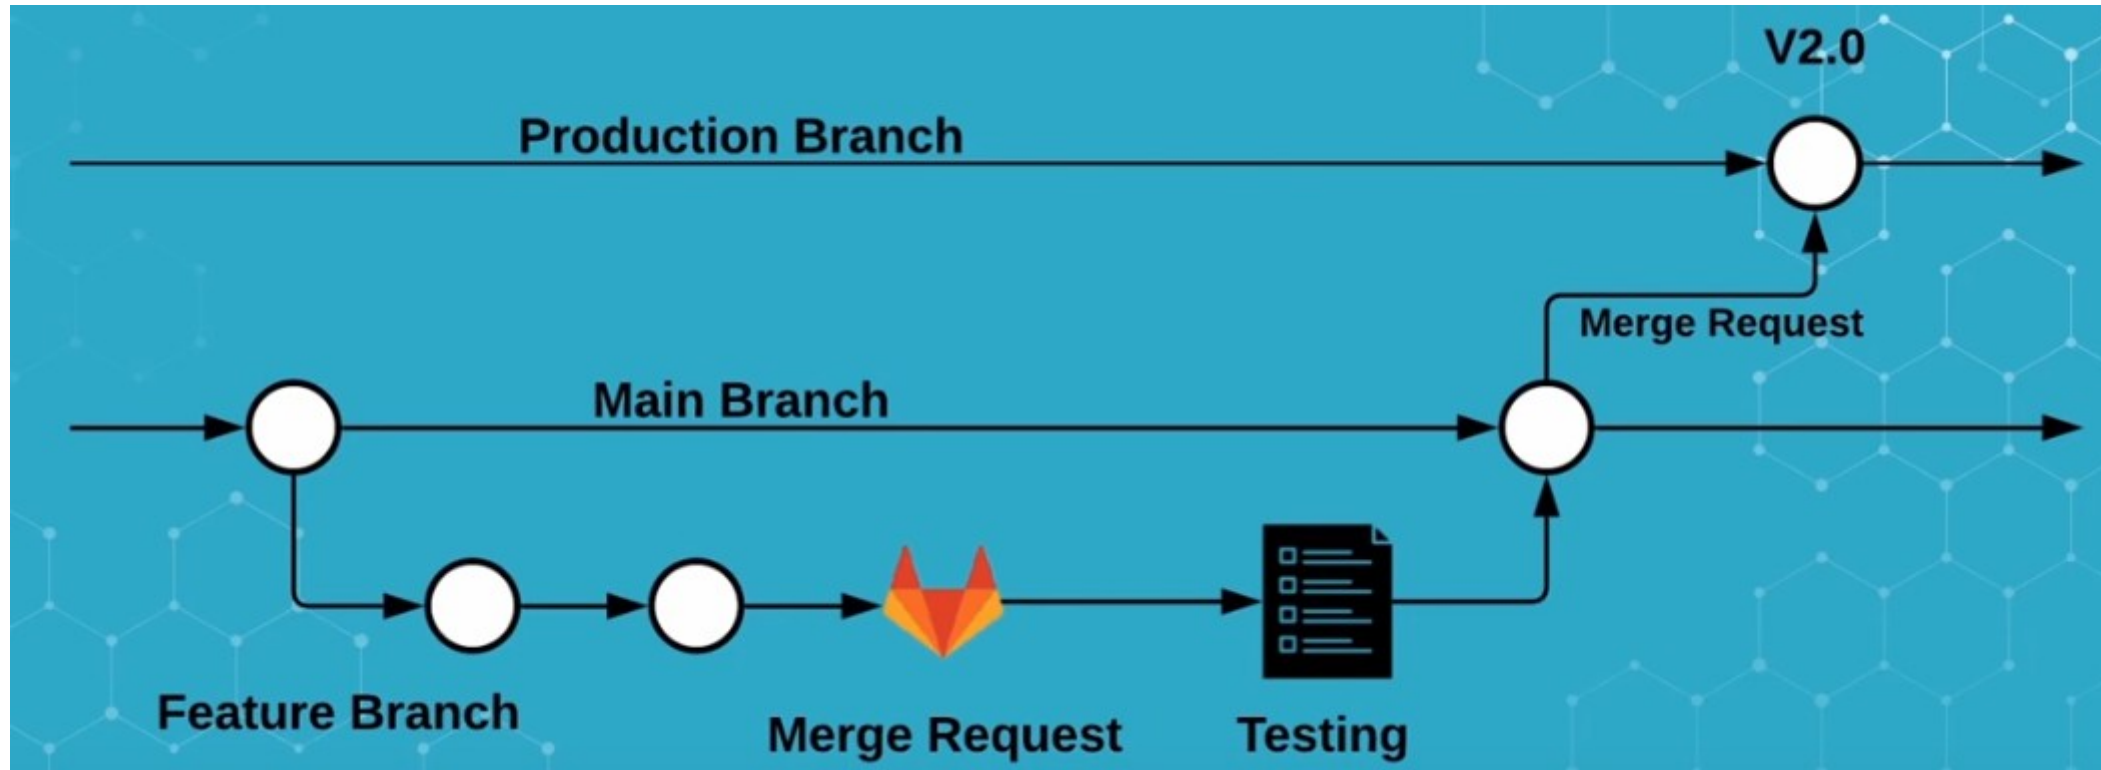 V2.0
Production Branch
Merge Request
Main Branch
Feature Branch
Merge Request
Testing